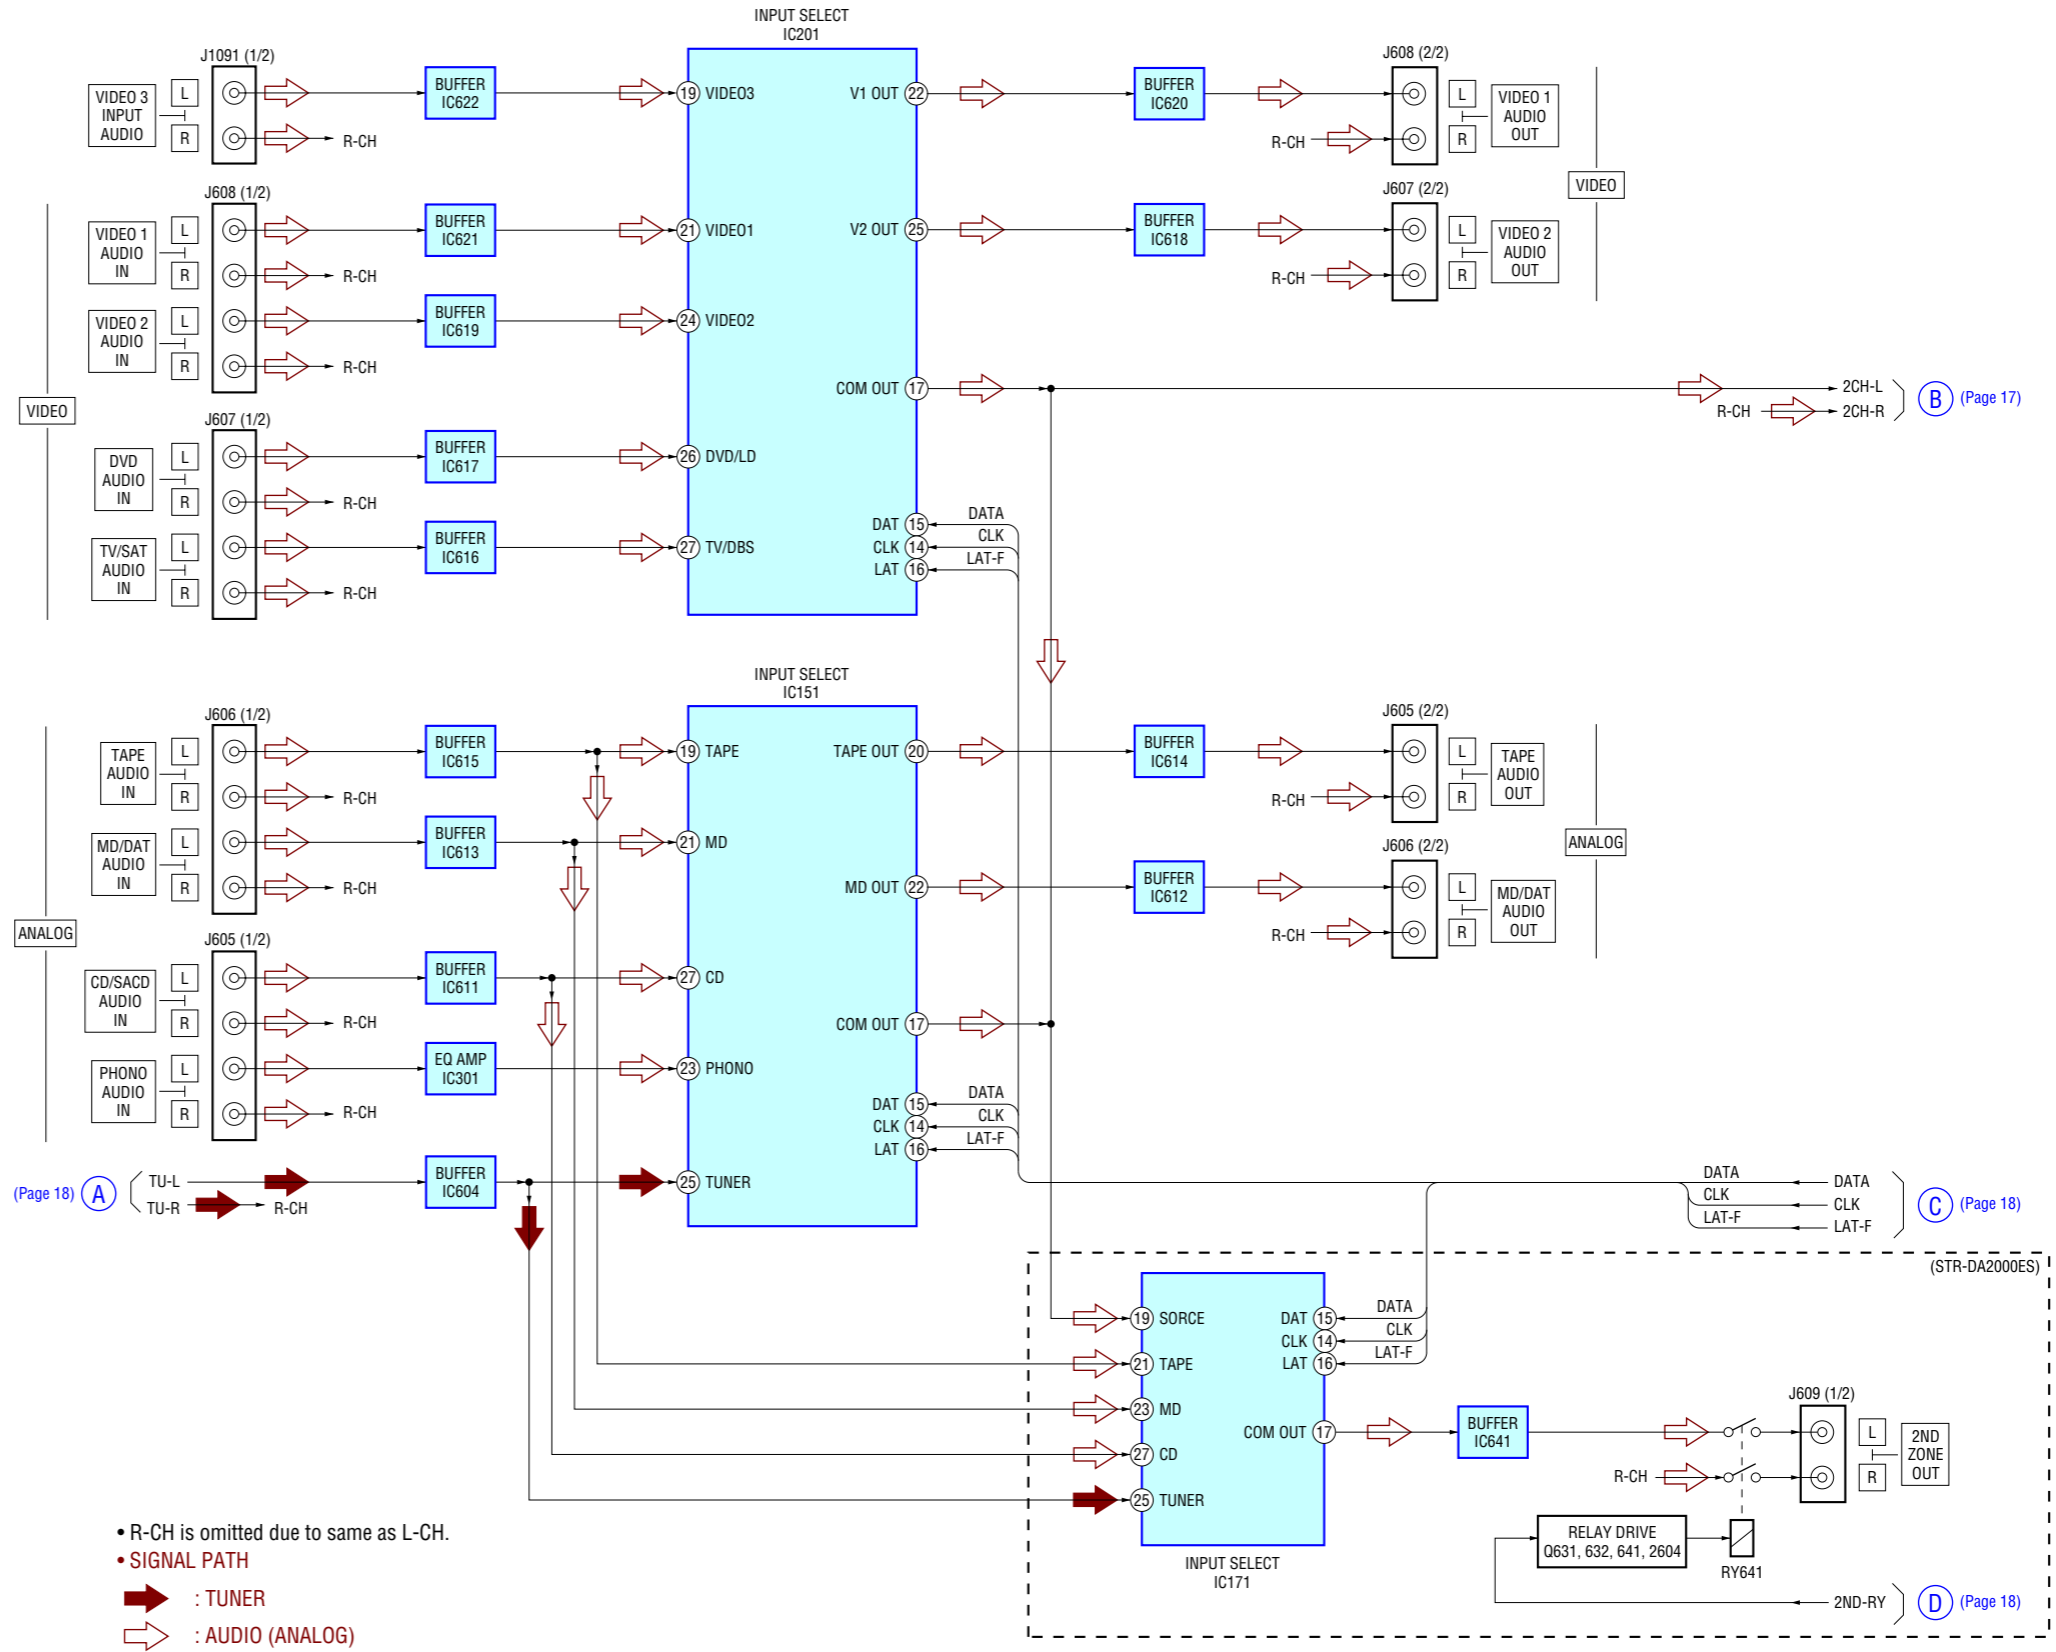 INPUT SELECT
IC201
J1091 (1/2)
VIDEO 3
INPUT
AUDIO
L
R
R-CH
BUFFER
IC622
19 VIDEO3
V1 OUT 22
BUFFER
IC620
J608 (2/2)
R-CH
L
R
VIDEO 1
AUDIO
OUT
VIDEO
J608 (1/2)
VIDEO 1
AUDIO
IN
L
R
R-CH
BUFFER
IC621
21 VIDEO1
V2 OUT 25
BUFFER
IC618
J607 (2/2)
R-CH
L
R
VIDEO 2
AUDIO
OUT
VIDEO 2
AUDIO
IN
L
R
R-CH
BUFFER
IC619
24 VIDEO2
COM OUT 17
2CH-L
R-CH
2CH-R
B (Page 17)
VIDEO
J607 (1/2)
DVD
AUDIO
IN
L
R
R-CH
BUFFER
IC617
26 DVD/LD
TV/SAT
AUDIO
IN
L
R
R-CH
BUFFER
IC616
27 TV/DBS
DAT 15 DATA
CLK 14 CLK
LAT 16 LAT-F
INPUT SELECT
IC151
J606 (1/2)
TAPE
AUDIO
IN
L
R
R-CH
BUFFER
IC615
19 TAPE
TAPE OUT 20
BUFFER
IC614
J605 (2/2)
R-CH
L
R
TAPE
AUDIO
OUT
ANALOG
MD/DAT
AUDIO
IN
L
R
R-CH
BUFFER
IC613
21 MD
MD OUT 22
BUFFER
IC612
J606 (2/2)
R-CH
L
R
MD/DAT
AUDIO
OUT
ANALOG
J605 (1/2)
CD/SACD
AUDIO
IN
L
R
R-CH
BUFFER
IC611
27 CD
COM OUT 17
PHONO
AUDIO
IN
L
R
R-CH
EQ AMP
IC301
23 PHONO
DAT 15 DATA
CLK 14 CLK
LAT 16 LAT-F
(Page 18) A
TU-L
TU-R
R-CH
BUFFER
IC604
25 TUNER
DATA DATA
CLK CLK
LAT-F LAT-F
C (Page 18)
(STR-DA2000ES)
19 SORCE
21 TAPE
23 MD
27 CD
25 TUNER
DAT 15 DATA
CLK 14 CLK
LAT 16 LAT-F
COM OUT 17
INPUT SELECT
IC171
BUFFER
IC641
R-CH
J609 (1/2)
L
R
2ND
ZONE
OUT
RELAY DRIVE
Q631, 632, 641, 2604
RY641
2ND-RY
D (Page 18)
• R-CH is omitted due to same as L-CH.
• SIGNAL PATH
: TUNER
: AUDIO (ANALOG)